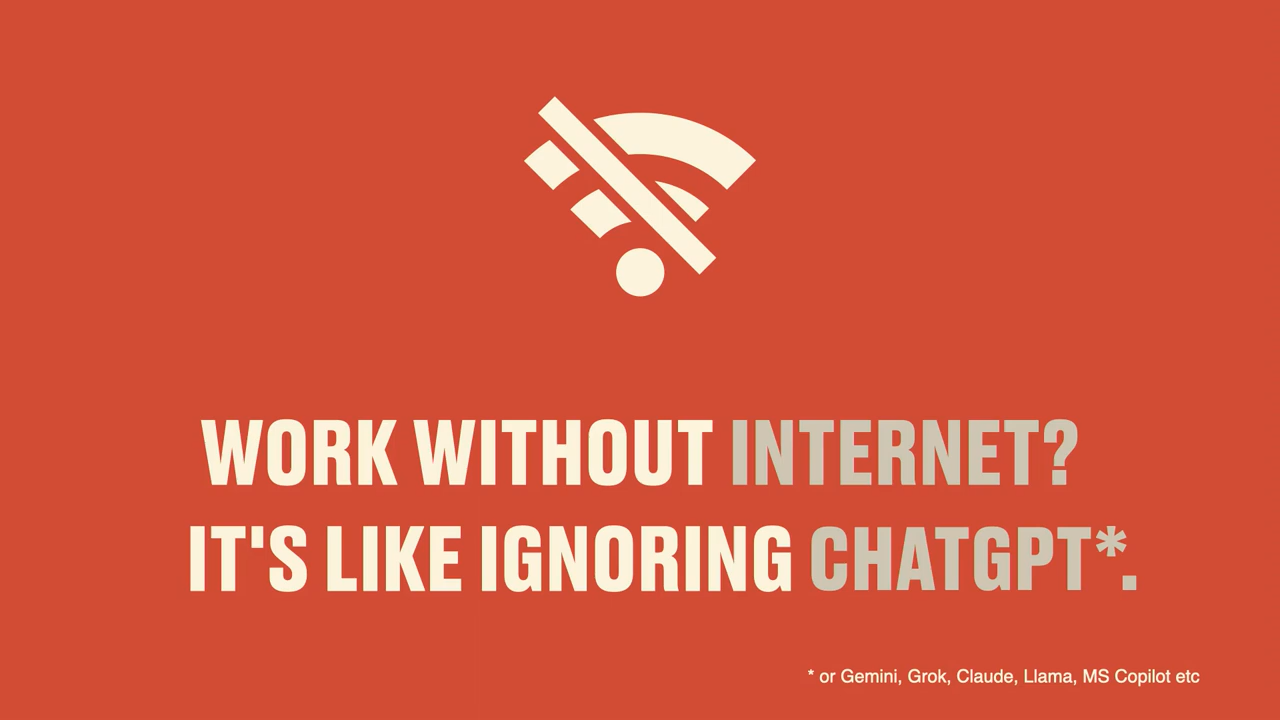 WORK WITHOUT INTERNET?
IT'S LIKE IGNORING CHATGPT*.
* or Gemini, Grok, Claude, Llama, MS Copilot etc